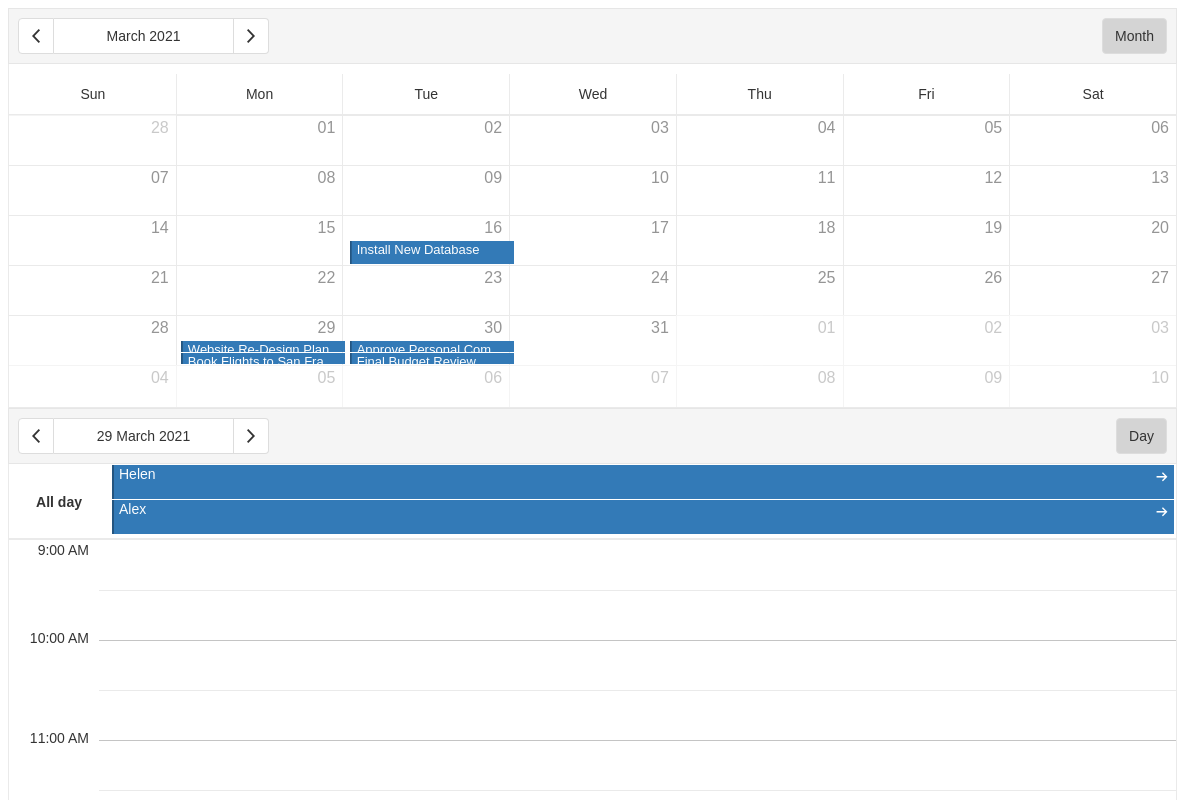 March 2021
Month
Sun Mon Tue Wed Thu Fri Sat
28 01 02 03 04 05 06
07 08 09 10 11 12 13
14 15 16 17 18 19 20
Install New Database
21 22 23 24 25 26 27
28 29 30 31 01 02 03
Website Re-Design Plan Approve Personal Com
Book Flights to San Fra Final Budget Review
04 05 06 07 08 09 10
29 March 2021
Day
Helen
All day
Alex
9:00 AM
10:00 AM
11:00 AM